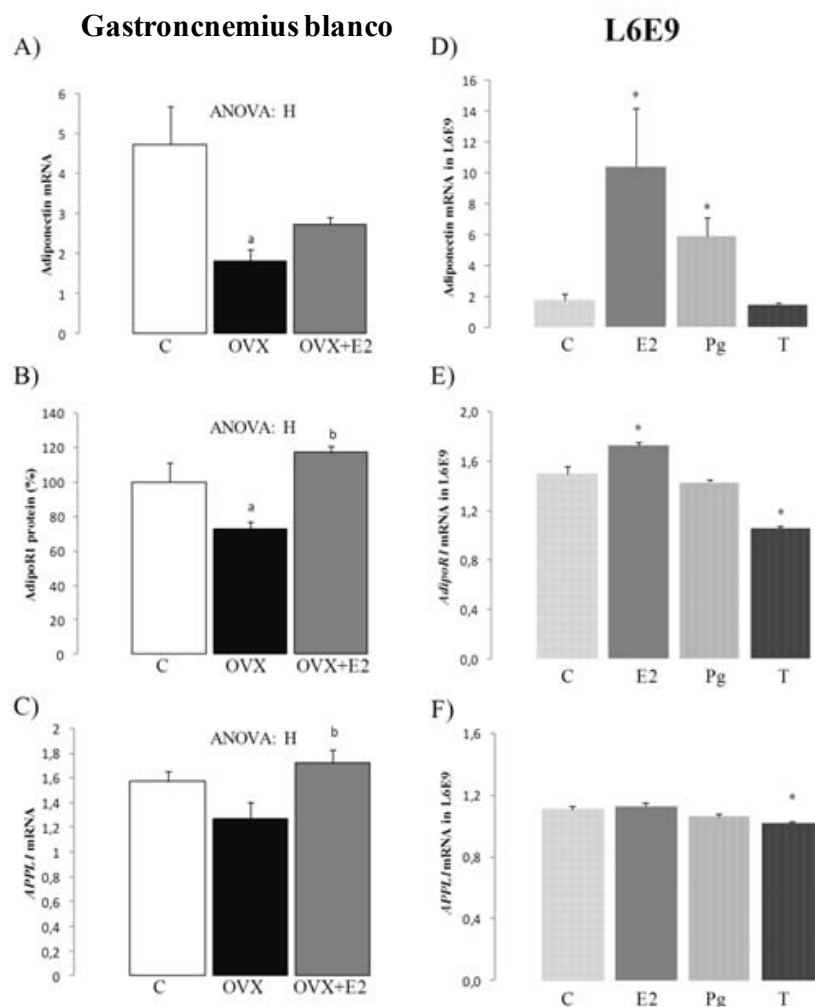 Gastroncnemius blanco
A)
Adiponectin mRNA
6
5
4
3
2
1
0
ANOVA: H
a
C OVX OVX+E2
B)
AdipoR1 protein (%)
140
120
100
80
60
40
20
0
ANOVA: H
a
b
C OVX OVX+E2
C)
APPL1 mRNA
2
1,8
1,6
1,4
1,2
1
0,8
0,6
0,4
0,2
0
ANOVA: H
b
C OVX OVX+E2
L6E9
D)
Adiponectin mRNA in L6E9
16
14
12
10
8
6
4
2
0
*
*
C E2 Pg T
E)
AdipoR1 mRNA in L6E9
2,0
1,6
1,2
0,8
0,4
0,0
*
*
C E2 Pg T
F)
APPL1 mRNA in L6E9
1,6
1,2
0,8
0,4
0,0
*
C E2 Pg T